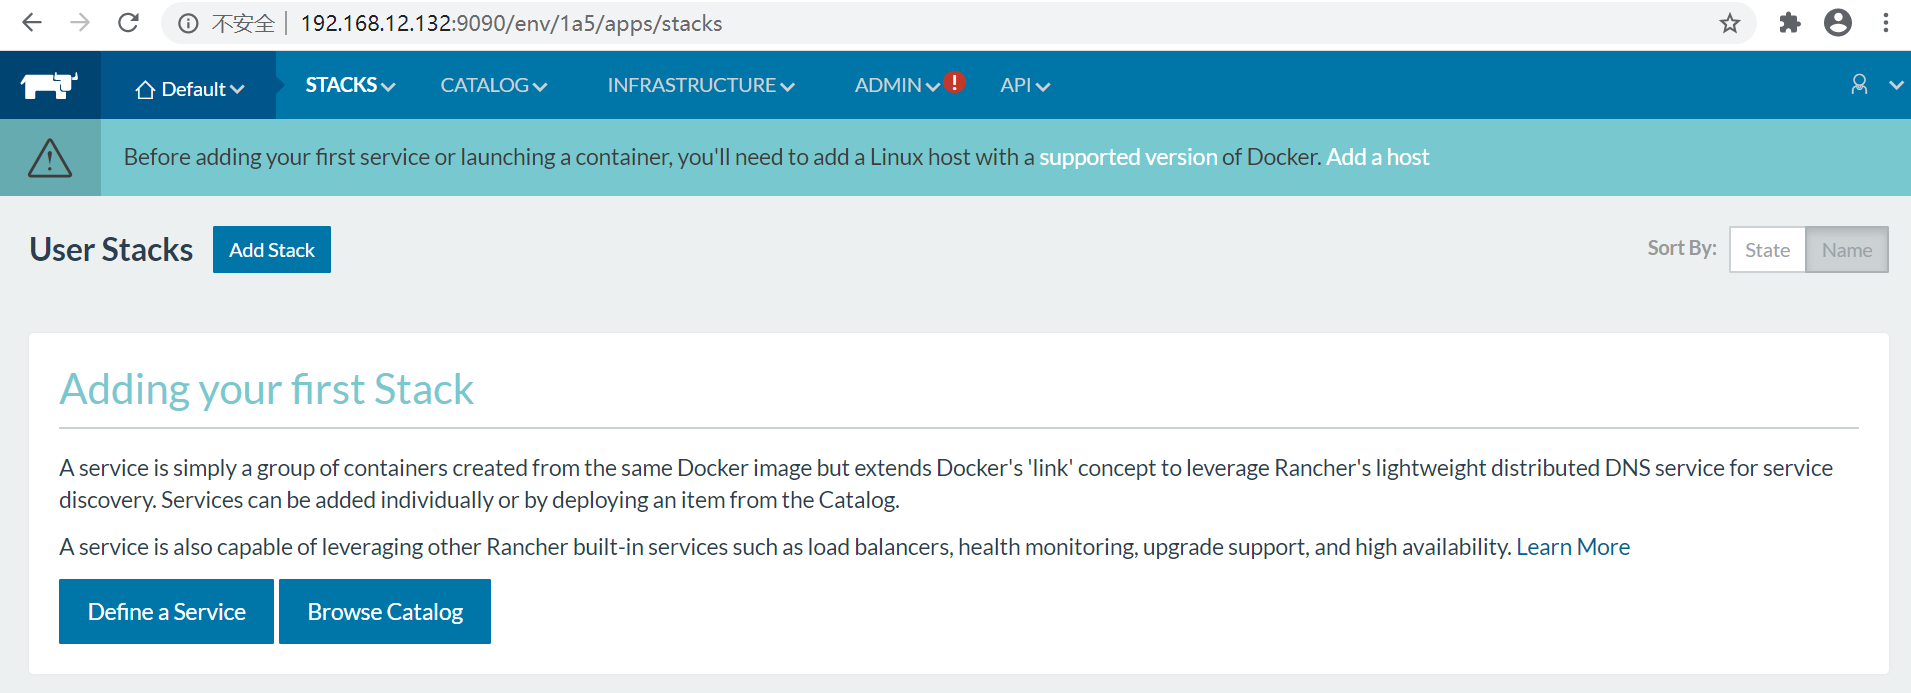 不安全 192.168.12.132:9090/env/1a5/apps/stacks
Default STACKS CATALOG INFRASTRUCTURE ADMIN ! API
Before adding your first service or launching a container, you'll need to add a Linux host with a supported version of Docker. Add a host
User Stacks Add Stack Sort By: State Name
Adding your first Stack
A service is simply a group of containers created from the same Docker image but extends Docker's 'link' concept to leverage Rancher's lightweight distributed DNS service for service
discovery. Services can be added individually or by deploying an item from the Catalog.
A service is also capable of leveraging other Rancher built-in services such as load balancers, health monitoring, upgrade support, and high availability. Learn More
Define a Service Browse Catalog